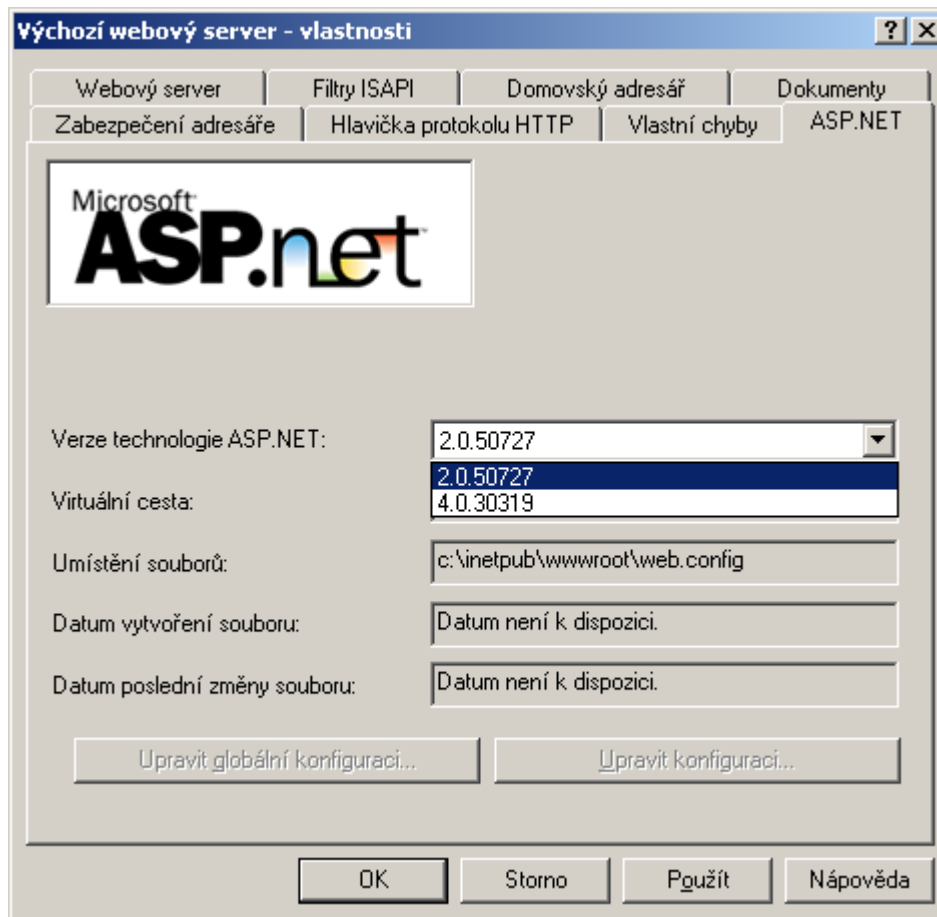 Výchozí webový server - vlastnosti
Webový server Filtry ISAPI Domovský adresář Dokumenty
Zabezpečení adresáře Hlavička protokolu HTTP Vlastní chyby ASP.NET
Microsoft
ASP.net
Verze technologie ASP.NET: 2.0.50727
2.0.50727
Virtuální cesta: 4.0.30319
Umístění souborů: c:\inetpub\wwwroot\web.config
Datum vytvoření souboru: Datum není k dispozici.
Datum poslední změny souboru: Datum není k dispozici.
Upravit globální konfiguraci... Upravit konfiguraci...
OK Storno Použít Nápověda